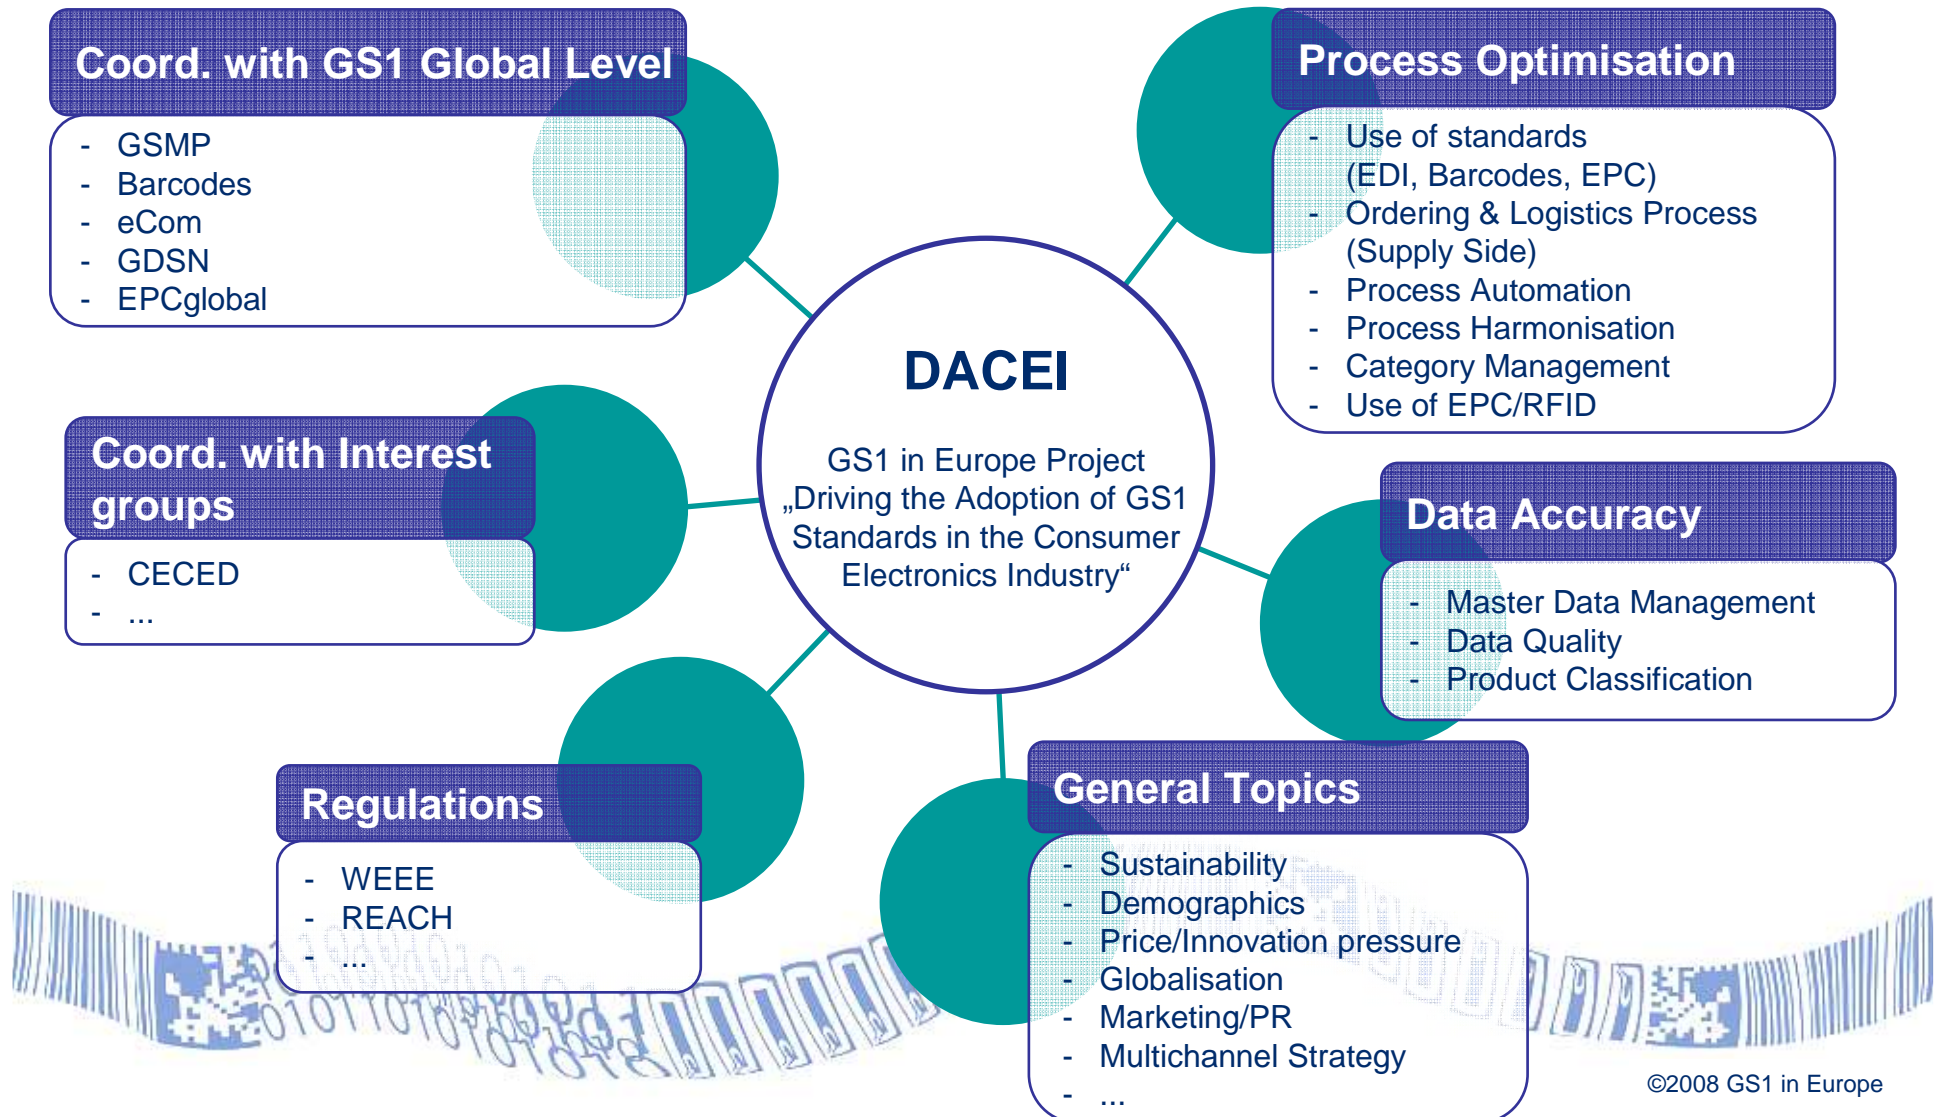 Coord. with GS1 Global Level
- GSMP
- Barcodes
- eCom
- GDSN
- EPCglobal
Process Optimisation
- Use of standards
(EDI, Barcodes, EPC)
- Ordering & Logistics Process
(Supply Side)
- Process Automation
- Process Harmonisation
- Category Management
- Use of EPC/RFID
DACEI
GS1 in Europe Project
„Driving the Adoption of GS1
Standards in the Consumer
Electronics Industry“
Coord. with Interest
groups
- CECED
- ...
Data Accuracy
- Master Data Management
- Data Quality
- Product Classification
Regulations
- WEEE
- REACH
- ...
General Topics
- Sustainability
- Demographics
- Price/Innovation pressure
- Globalisation
- Marketing/PR
- Multichannel Strategy
- ...
©2008 GS1 in Europe